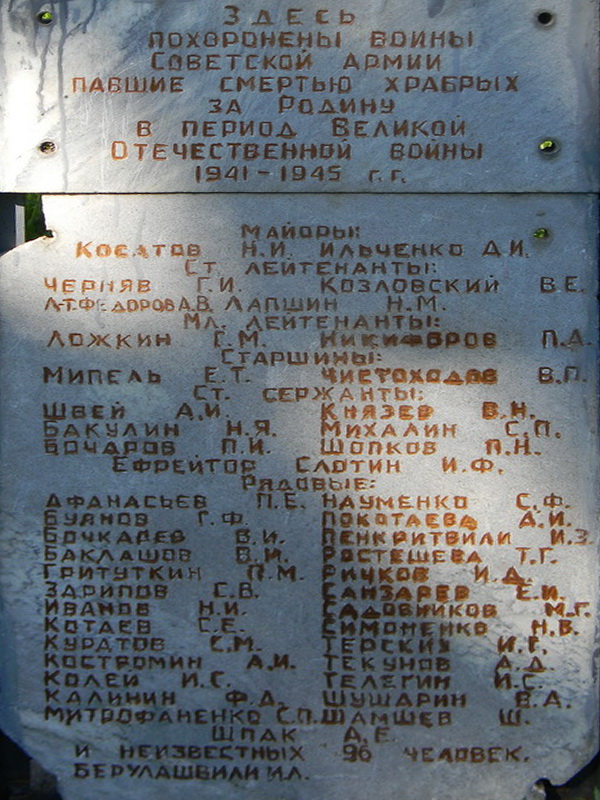 Здесь
похоронены воины
Советской Армии
павшие смертью храбрых
за Родину
в период Великой
Отечественной войны
1941-1945 г.г.
Майоры:
Косатов Н.И. Ильченко Д.И.
Ст. лейтенанты:
Черняв Г.И. Козловский В.Е.
Л-т.Федоров А.В. Лапшин Н.М.
Мл. лейтенанты:
Ложкин Г.М. Никифоров П.А.
Старшины:
Мипель Е.Т. Чистоходов В.П.
Ст. сержанты:
Швей А.И. Князев В.Н.
Бакулин Н.Я. Михалин С.П.
Бочаров П.И. Шопков П.Н.
Ефрейтор Слотин И.Ф.
Рядовые:
Афанасьев П.Е. Науменко С.Ф.
Буянов Г.Ф. Покотаева А.И.
Бочкарев В.И. Пенкритвили И.З.
Баклашов В.И. Ростешева Т.Г.
Гритуткин П.М. Ричков И.Д.
Зарипов С.В. Санзарев Е.И.
Иванов Н.И. Садовников М.Г.
Котаев С.Е. Симоненко Н.В.
Куратов С.М. Терских И.Г.
Костромин А.И. Текунов А.Д.
Колей И.С. Телегин И.С.
Калинин Ф.Д. Шушарин В.А.
Митрофаненко С.П. Шамшев Ш.
Шпак Д.Е.
и неизвестных 96 человек.
Берулашвили И.Л.